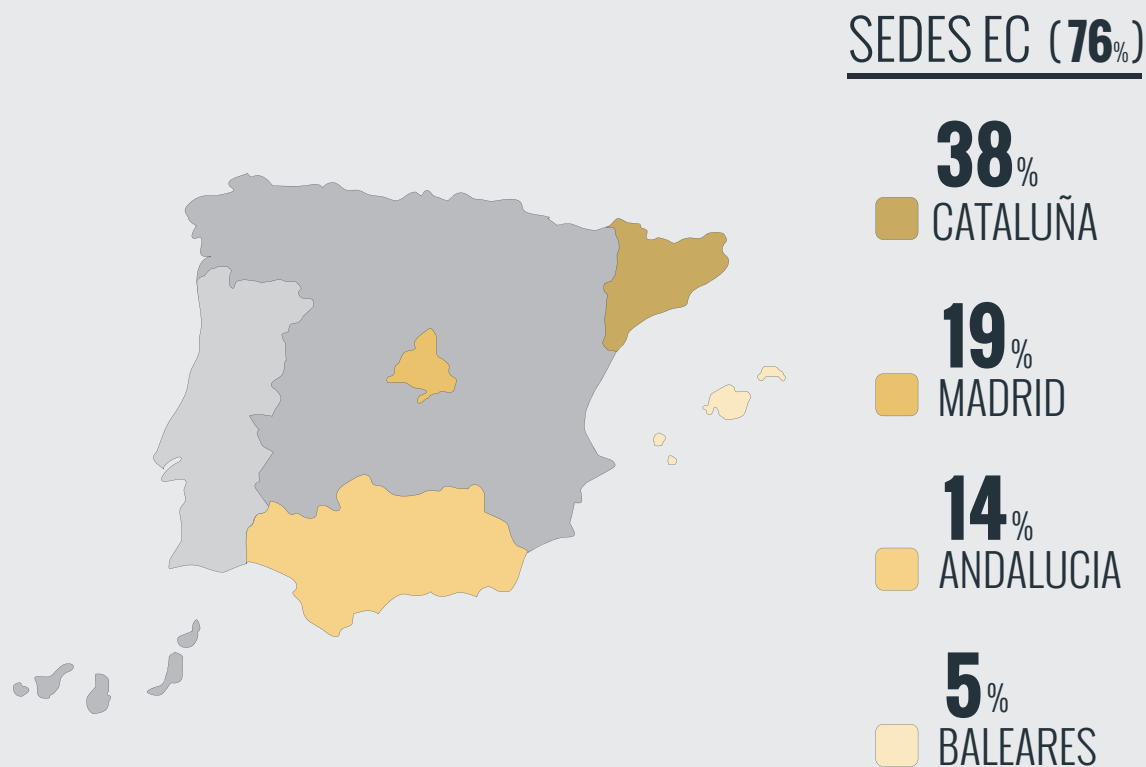 SEDES EC (76%)
38%
CATALUÑA
19%
MADRID
14%
ANDALUCIA
5%
BALEARES